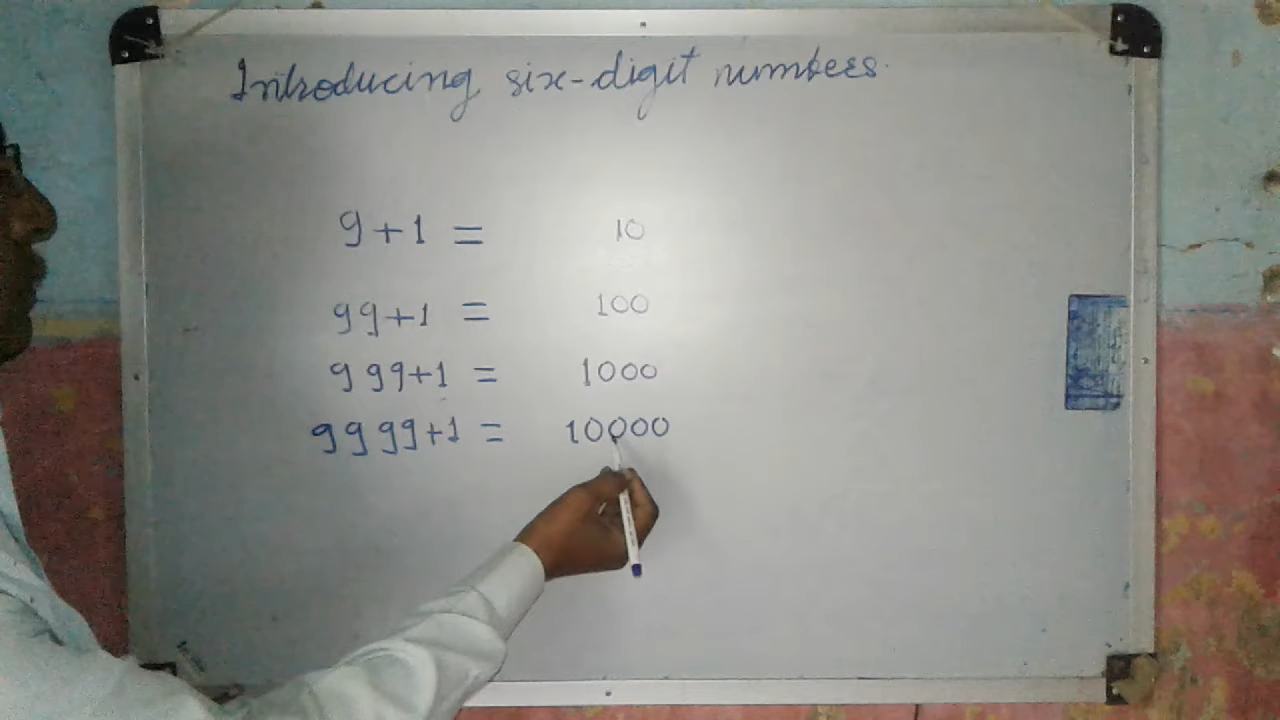 Introducing six-digit numbers.
9+1 = 10
99+1 = 100
999+1 = 1000
9999+1 = 10000